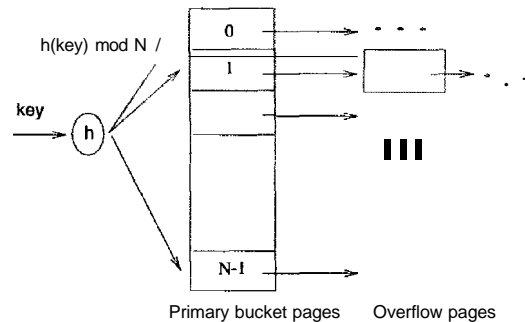 h(key) mod N /
0
1
key
h
N-1
Primary bucket pages
Overflow pages